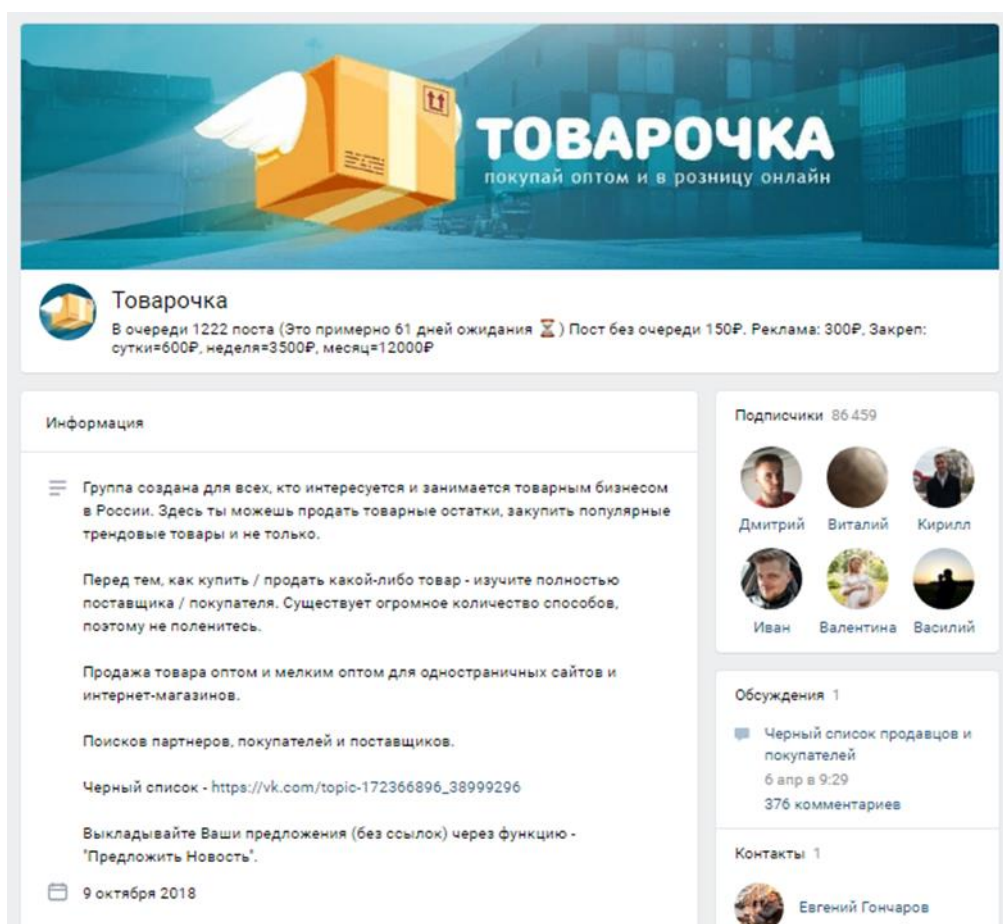 ТОВАРОЧКА
покупай оптом и в розницу онлайн
Товарочка
В очереди 1222 поста (Это примерно 61 дней ожидания ⏳) Пост без очереди 150₽. Реклама: 300₽, Закреп:
сутки=600₽, неделя=3500₽, месяц=12000₽
Информация
Группа создана для всех, кто интересуется и занимается товарным бизнесом
в России. Здесь ты можешь продать товарные остатки, закупить популярные
трендовые товары и не только.
Перед тем, как купить / продать какой-либо товар - изучите полностью
поставщика / покупателя. Существует огромное количество способов,
поэтому не поленитесь.
Продажа товара оптом и мелким оптом для одностраничных сайтов и
интернет-магазинов.
Поисков партнеров, покупателей и поставщиков.
Черный список - https://vk.com/topic-172366896_38999296
Выкладывайте Ваши предложения (без ссылок) через функцию -
"Предложить Новость".
9 октября 2018
Подписчики 86 459
Дмитрий Виталий Кирилл
Иван Валентина Василий
Обсуждения 1
Черный список продавцов и
покупателей
6 апр в 9:29
376 комментариев
Контакты 1
Евгений Гончаров